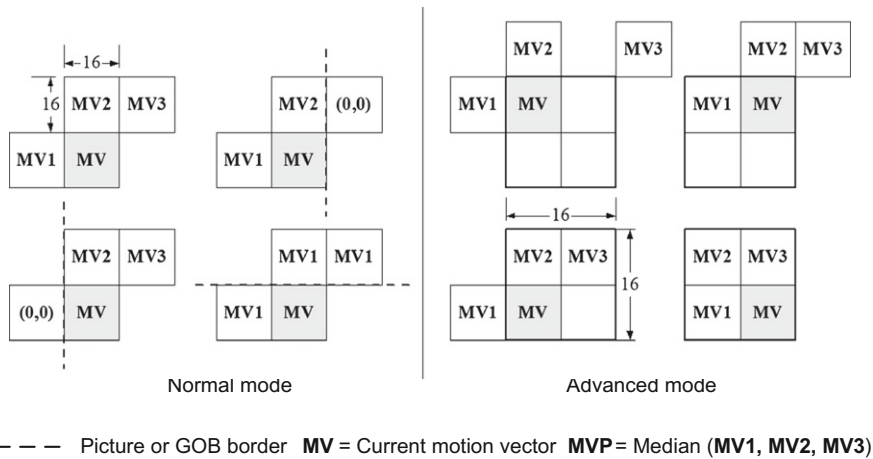 MV2 MV3
16
16 MV2 MV3 MV2 (0,0) MV1 MV MV1 MV
MV1 MV MV1 MV
16
MV2 MV3 MV1 MV1 MV2 MV3 MV2 MV3
16
(0,0) MV MV1 MV MV1 MV MV1 MV
Normal mode Advanced mode
Picture or GOB border MV = Current motion vector MVP = Median (MV1, MV2, MV3)